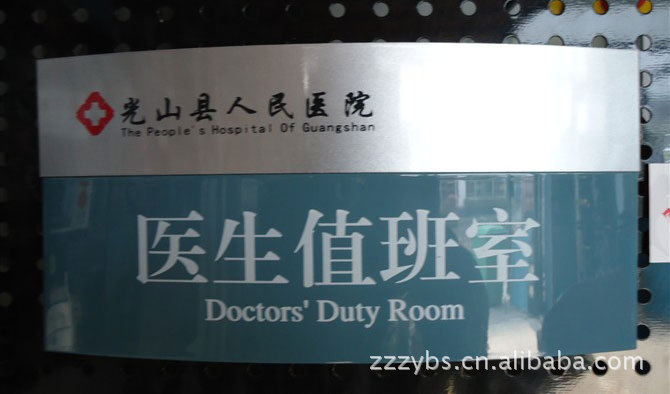 光山县人民医院
The People's Hospital Of Guangshan
医生值班室
Doctors' Duty Room
zzzybs.cn.alibaba.com